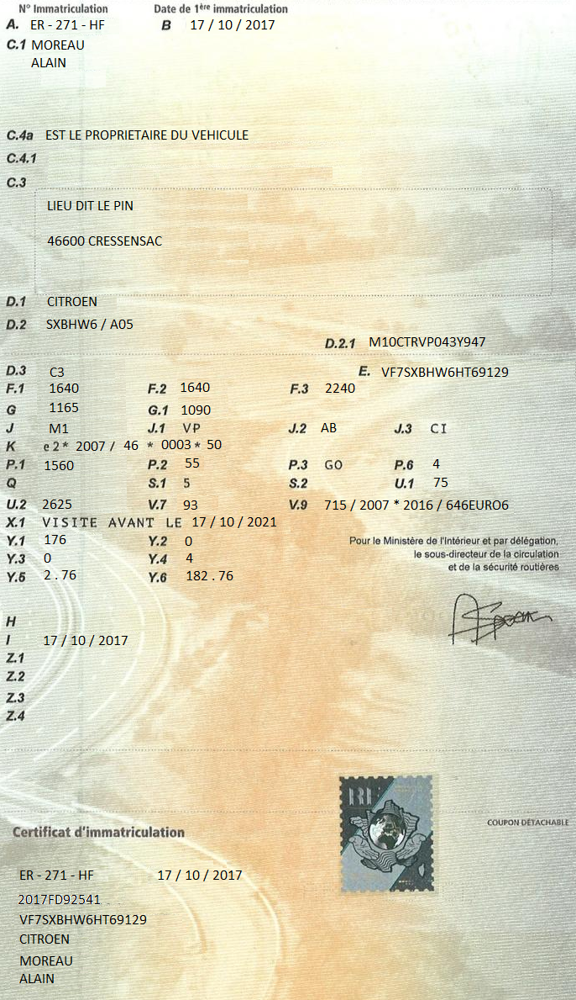 N° Immatriculation Date de 1ère immatriculation
A. ER - 271 - HF B 17 / 10 / 2017
C.1 MOREAU
ALAIN
C.4a EST LE PROPRIETAIRE DU VEHICULE
C.4.1
C.3
LIEU DIT LE PIN
46600 CRESSENSAC
D.1 CITROEN
D.2 SXBHW6 / A05
D.2.1 M10CTRVP043Y947
D.3 C3 E. VF7SXBHW6HT69129
F.1 1640 F.2 1640 F.3 2240
G 1165 G.1 1090
J M1 J.1 VP J.2 AB J.3 CI
K e 2 * 2007 / 46 * 0003 * 50
P.1 1560 P.2 55 P.3 GO P.6 4
Q S.1 5 S.2 U.1 75
U.2 2625 V.7 93 V.9 715 / 2007 * 2016 / 646EURO6
X.1 VISITE AVANT LE 17 / 10 / 2021
Y.1 176 Y.2 0
Y.3 0 Y.4 4
Y.5 2 . 76 Y.6 182 . 76
Pour le Ministère de l'Intérieur et par délégation,
le sous-directeur de la circulation
et de la sécurité routières
H
I 17 / 10 / 2017
Z.1
Z.2
Z.3
Z.4
COUPON DÉTACHABLE
Certificat d'immatriculation
ER - 271 - HF 17 / 10 / 2017
2017FD92541
VF7SXBHW6HT69129
CITROEN
MOREAU
ALAIN